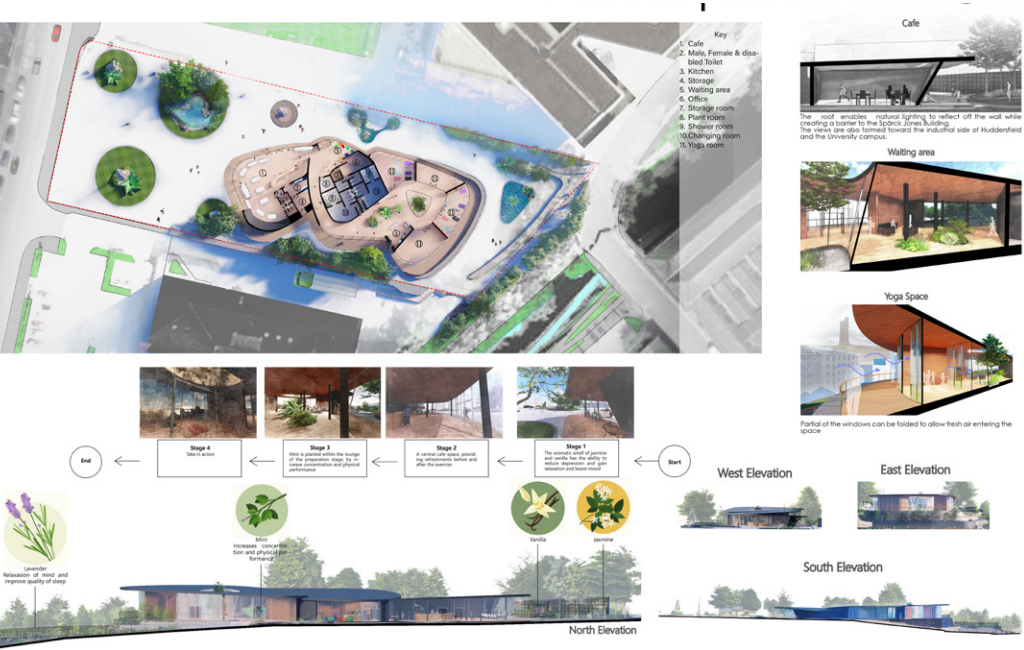 Key
1. Cafe
2. Male, Female & disa-
bled Toilet
3. Kitchen
4. Storage
5. Waiting area
6. Office
7. Storage room
8. Plant room
9. Shower room
10.Changing room
11. Yoga room
Cafe
The roof enables natural lighting to reflect off the wall while
creating a barrier to the Spärck Jones Building.
The views are also formed toward the industrial side of Huddersfield
and the University campus.
Waiting area
Yoga Space
Partial of the windows can be folded to allow fresh air entering the
space
End
Stage 4
Take in action
Stage 3
Mint is planted within the lounge
of the preparation stage, by in-
crease concentration and physical
performance
Stage 2
A central cafe space, provid-
ing refreshments before and
after the exercise
Stage 1
The aromatic smell of jasmine
and vanilla has the ability to
reduce depression and gain
relaxation and boost mood
Start
Lavender
Relaxasion of mind and
improve quality of sleep
Mint
Increases concentra-
tion and physical per-
formance
Vanilla
Jasmine
North Elevation
West Elevation
East Elevation
South Elevation